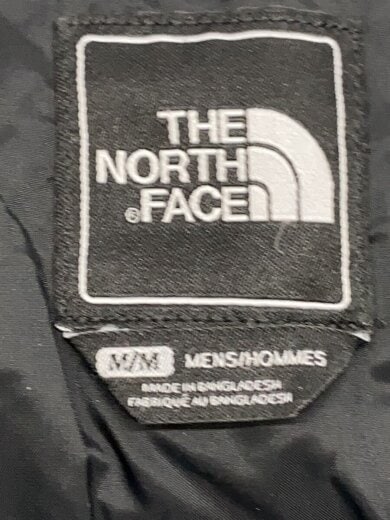 THE
NORTH
®FACE
M/M MENS/HOMMES
MADE IN BANGLADESH
FABRIQUÉ AU BANGLADESH